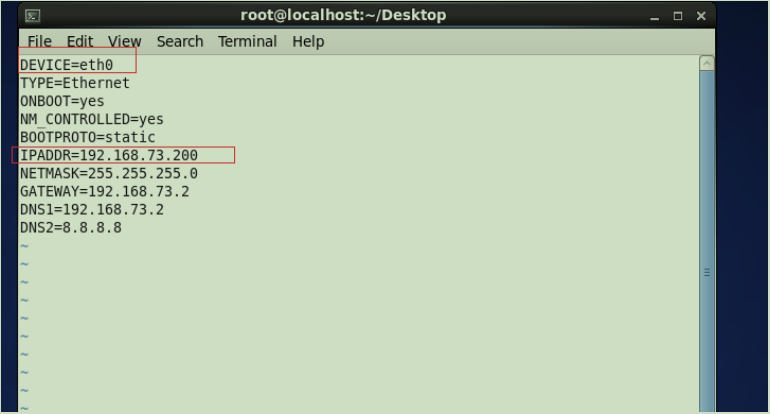 root@localhost:~/Desktop
File Edit View Search Terminal Help
DEVICE=eth0
TYPE=Ethernet
ONBOOT=yes
NM_CONTROLLED=yes
BOOTPROTO=static
IPADDR=192.168.73.200
NETMASK=255.255.255.0
GATEWAY=192.168.73.2
DNS1=192.168.73.2
DNS2=8.8.8.8
~
~
~
~
~
~
~
~
~
~